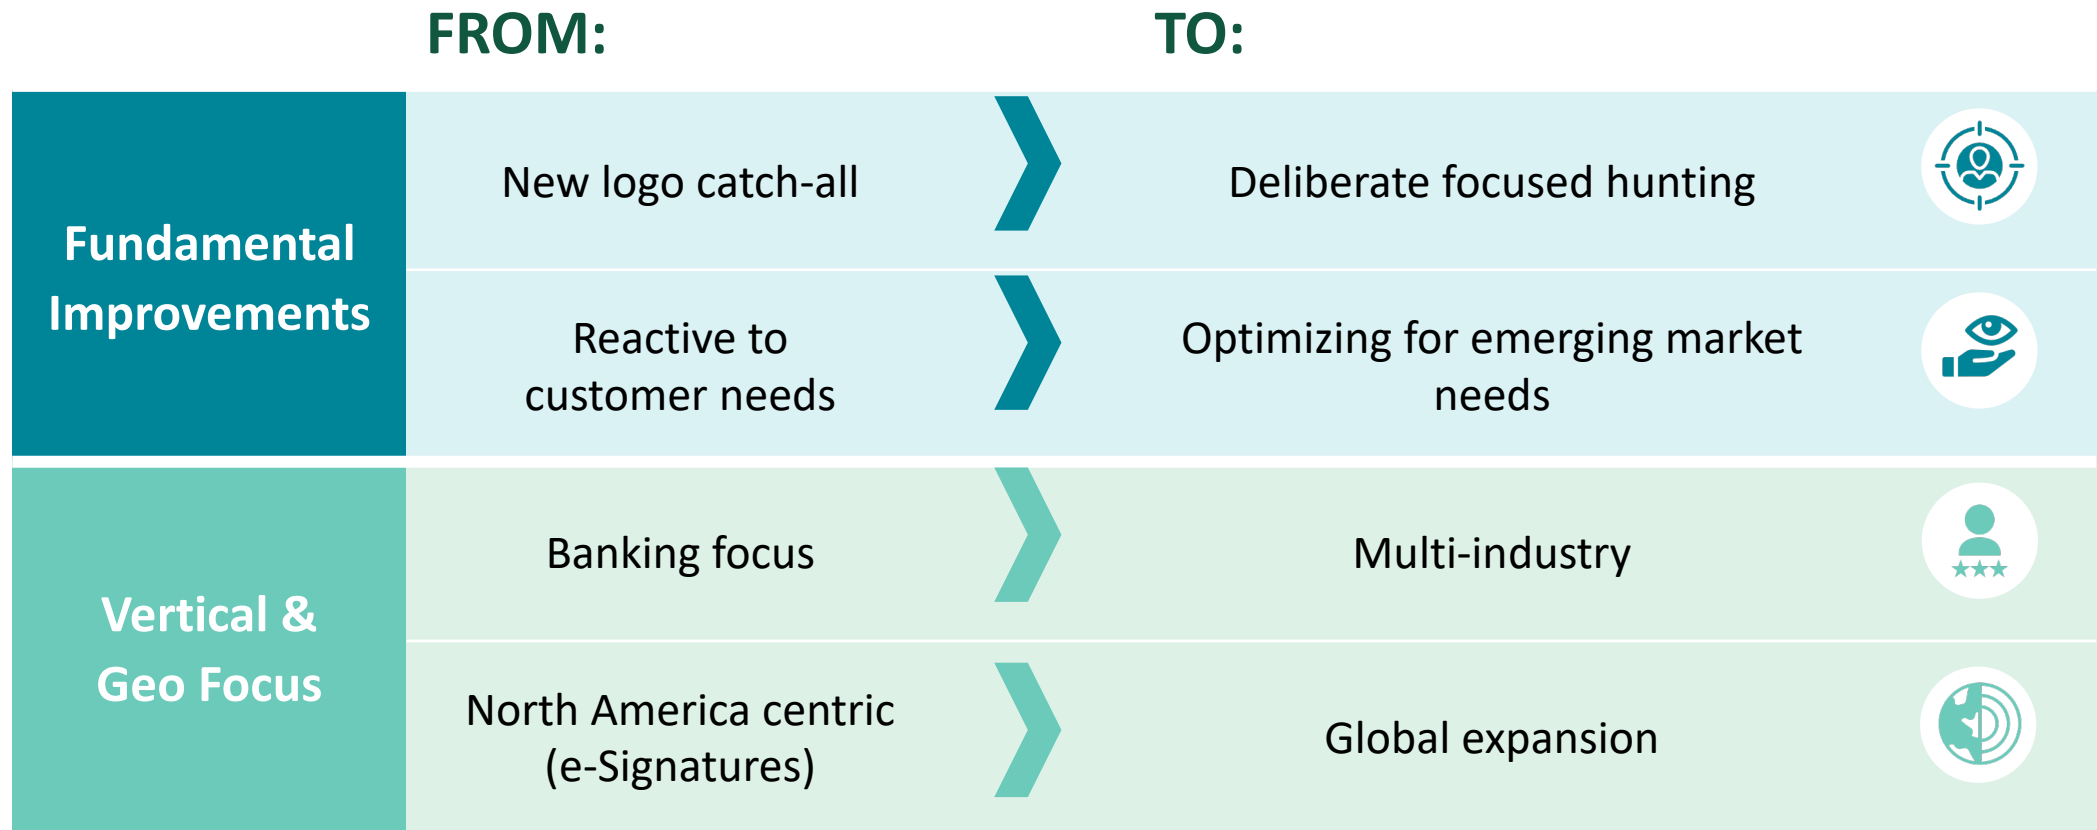 FROM:
TO:
Fundamental
Improvements
New logo catch-all
Deliberate focused hunting
Reactive to
customer needs
Optimizing for emerging market
needs
Vertical &
Geo Focus
Banking focus
Multi-industry
North America centric
(e-Signatures)
Global expansion